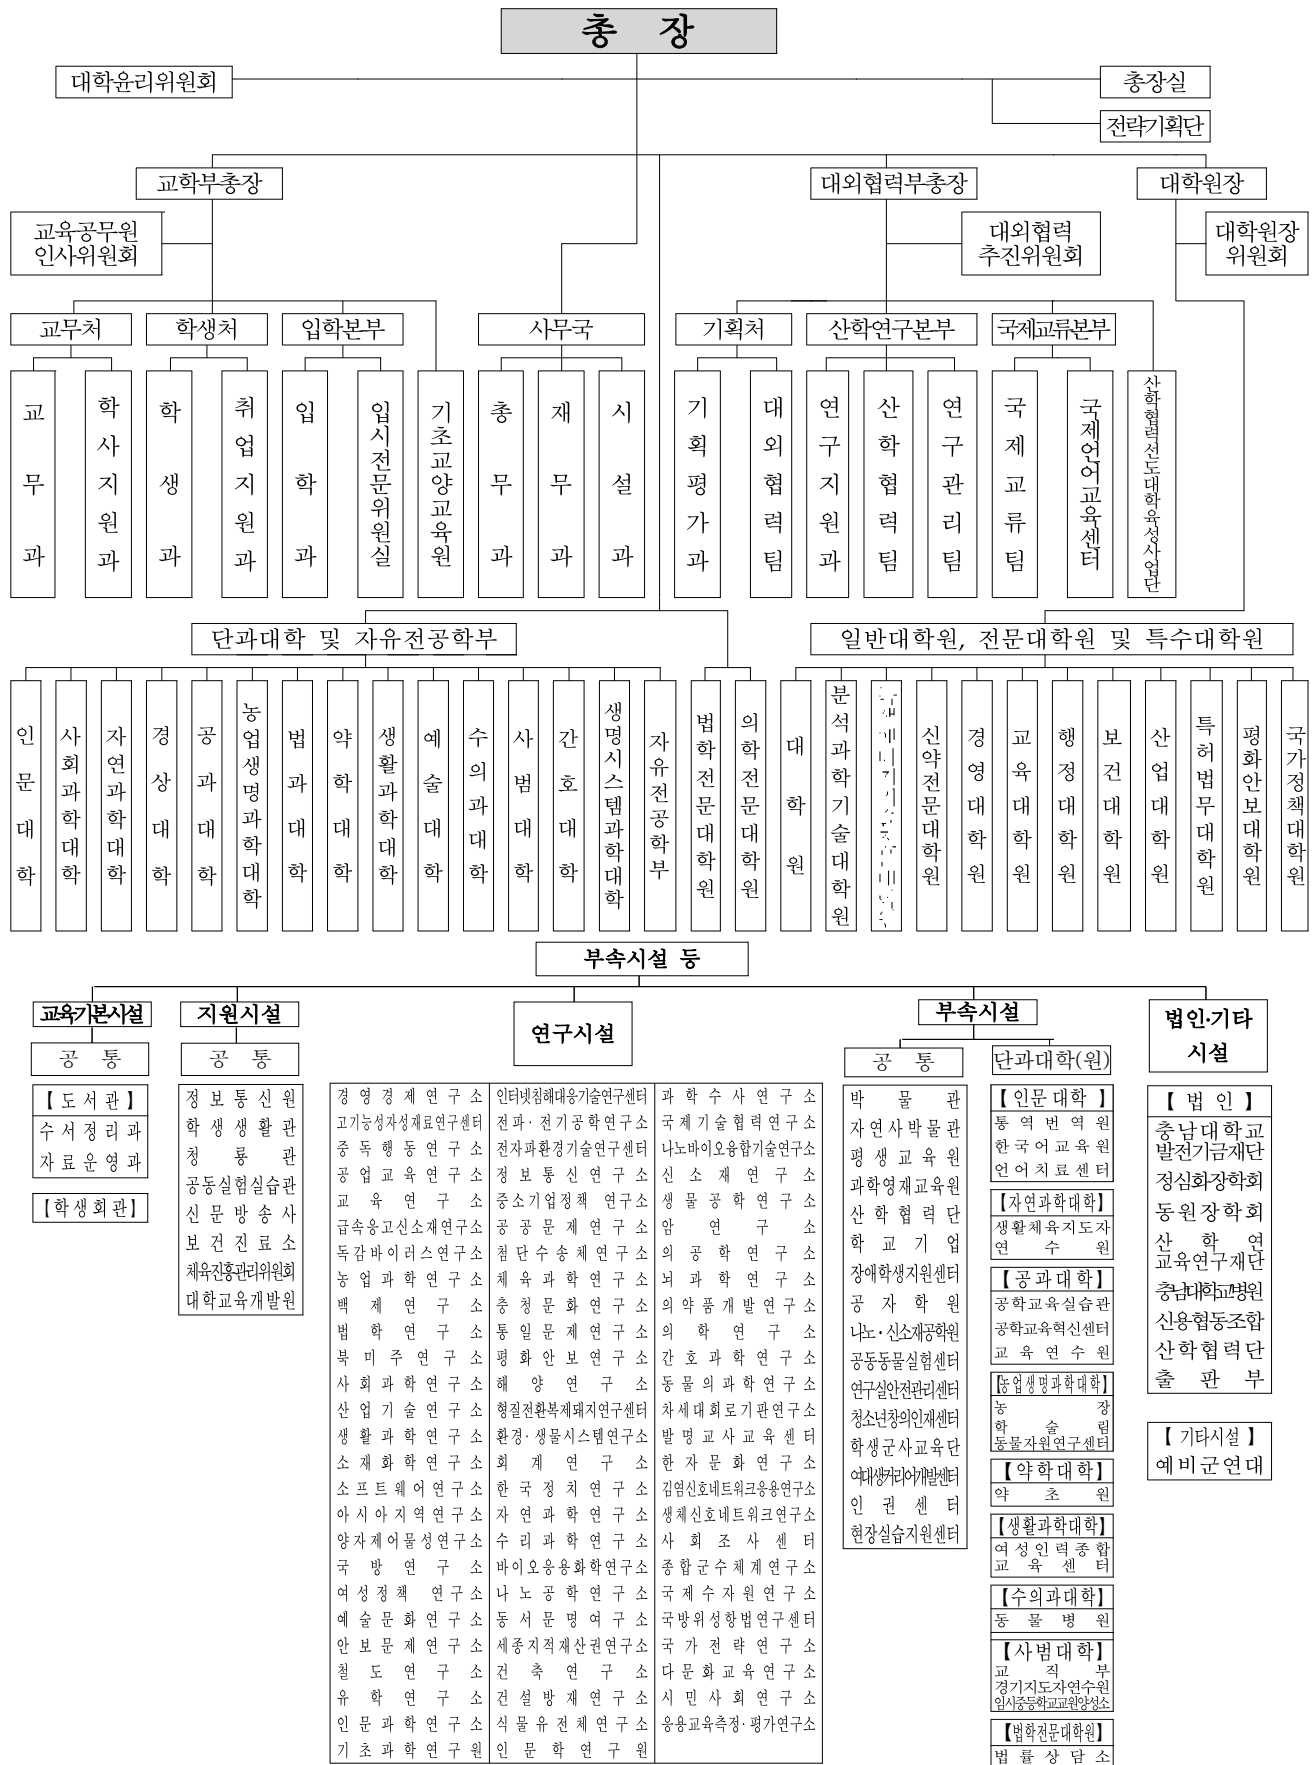 총 장
대학윤리위원회
총장실
전략기획단
교학부총장
대외협력부총장
대학원장
교육공무원
인사위원회
대외협력
추진위원회
대학원장
위원회
교무처
학생처
입학본부
사무국
기획처
산학연구본부
국제교류본부
교무과
학사지원과
학생과
취업지원과
입학과
입시전문위원실
기초교양교육원
총무과
재무과
시설과
기획평가과
대외협력팀
연구지원과
산학협력팀
연구관리팀
국제교류팀
국제언어교육센터
산학협력선도대학육성사업단
단과대학 및 자유전공학부
일반대학원, 전문대학원 및 특수대학원
인문대학
사회과학대학
자연과학대학
경상대학
공과대학
농업생명과학대학
법과대학
약학대학
생활과학대학
예술대학
수의과대학
사범대학
간호대학
생명시스템과학대학
자유전공학부
법학전문대학원
의학전문대학원
대학원
분석과학기술대학원
신약전문대학원
경영대학원
교육대학원
행정대학원
보건대학원
산업대학원
특허법무대학원
평화안보대학원
국가정책대학원
부속시설 등
교육기본시설
지원시설
연구시설
부속시설
법인·기타
시설
공 통
【도서관】
수서정리과
자료운영과
【학생회관】
공 통
정보통신원
학생생활관
청룡관
공동실험실습관
신문방송사
보건진료소
체육진흥관리위원회
대학교육개발원
경영경제연구소
고기능성자성재료연구센터
중독행동연구소
공업교육연구소
교육연구소
급속응고신소재연구소
독감바이러스연구소
농업과학연구소
백제연구소
법학연구소
북미주연구소
사회과학연구소
산업기술연구소
생활과학연구소
소재화학연구소
소프트웨어연구소
아시아지역연구소
양자제어물성연구소
국방연구소
여성정책 연구소
예술문화연구소
안보문제연구소
철도연구소
유학연구소
인문과학연구소
기초과학연구원
인터넷침해대응기술연구센터
전파·전기공학연구소
전자파환경기술연구센터
정보통신연구소
중소기업정책 연구소
공공문제연구소
첨단수송체연구소
체육과학연구소
충청문화연구소
통일문제연구소
평화안보연구소
해양연구소
형질전환복제돼지연구센터
환경·생물시스템연구소
회계연구소
한국정치연구소
자연과학연구소
수리과학연구소
바이오응용화학연구소
나노공학연구소
동서문명여구소
세종지적재산권연구소
건축연구소
건설방재연구소
식물유전체연구소
인문학연구원
과학수사연구소
국제기술협력연구소
나노바이오융합기술연구소
신소재연구소
생물공학연구소
암연구소
의공학연구소
뇌과학연구소
의약품개발연구소
의학연구소
간호과학연구소
동물의과학연구소
차세대회로기판연구소
발명교사교육센터
한자문화연구소
김염신호네트워크응용연구소
생체신호네트워크연구소
사회조사센터
종합군수체계연구소
국제수자원연구소
국방위성항법연구센터
국가전략연구소
다문화교육연구소
시민사회연구소
응용교육측정·평가연구소
공 통
박물관
자연사박물관
평생교육원
과학영재교육원
산학협력단
학교기업
장애학생지원센터
공자학원
나노·신소재공학원
공동동물실험센터
연구실안전관리센터
청소년창의인재센터
학생군사교육단
여대생커리어개발센터
인권센터
현장실습지원센터
단과대학(원)
【인문대학】
통역번역원
한국어교육원
언어치료센터
【자연과학대학】
생활체육지도자
연수원
【공과대학】
공학교육실습관
공학교육혁신센터
교육연수원
【농업생명과학대학】
농장
학술림
동물자원연구센터
【약학대학】
약초원
【생활과학대학】
여성인력종합
교육센터
【수의과대학】
동물병원
【사범대학】
교직부
경기지도자연수원
임시중등학교교원양성소
【법학전문대학원】
법률상담소
【법인】
충남대학교
발전기금재단
정심화장학회
동원장학회
산학연
교육연구재단
충남대학교병원
신용협동조합
산학협력단
출판부
【기타시설】
예비군연대